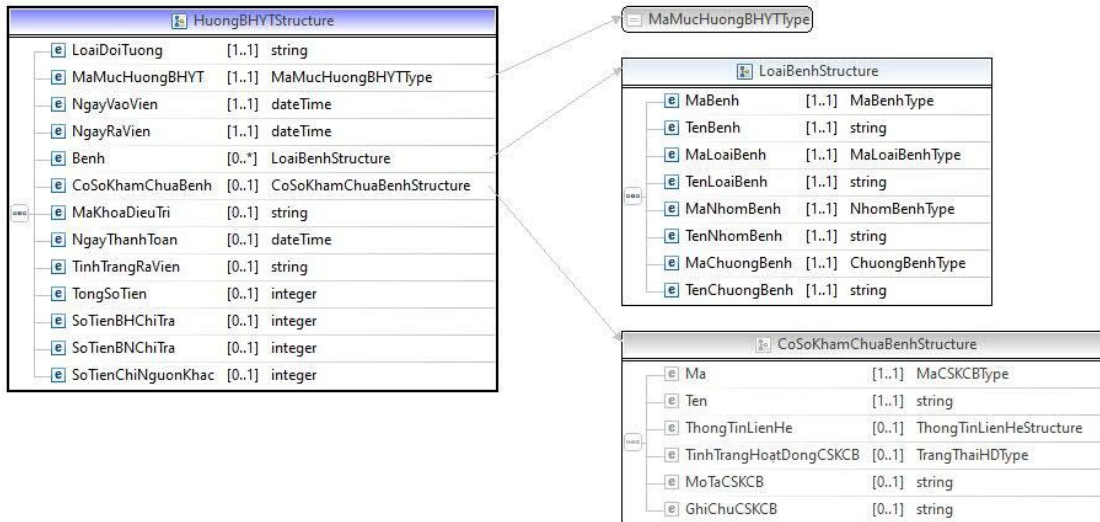 HuongBHYTStructure
LoaiDoiTuong [1..1] string
MaMucHuongBHYT [1..1] MaMucHuongBHYTType
NgayVaoVien [1..1] dateTime
NgayRaVien [1..1] dateTime
Benh [0..*] LoaiBenhStructure
CoSoKhamChuaBenh [0..1] CoSoKhamChuaBenhStructure
MaKhoaDieuTri [0..1] string
NgayThanhToan [0..1] dateTime
TinhTrangRaVien [0..1] string
TongSoTien [0..1] integer
SoTienBHChiTra [0..1] integer
SoTienBNChiTra [0..1] integer
SoTienChiNguonKhac [0..1] integer
MaMucHuongBHYTType
LoaiBenhStructure
MaBenh [1..1] MaBenhType
TenBenh [1..1] string
MaLoaiBenh [1..1] MaLoaiBenhType
TenLoaiBenh [1..1] string
MaNhomBenh [1..1] NhomBenhType
TenNhomBenh [1..1] string
MaChuongBenh [1..1] ChuongBenhType
TenChuongBenh [1..1] string
CoSoKhamChuaBenhStructure
Ma [1..1] MaCSKCBType
Ten [1..1] string
ThongTinLienHe [0..1] ThongTinLienHeStructure
TinhTrangHoạtDongCSKCB [0..1] TrangThaiHDType
MoTaCSKCB [0..1] string
GhiChuCSKCB [0..1] string